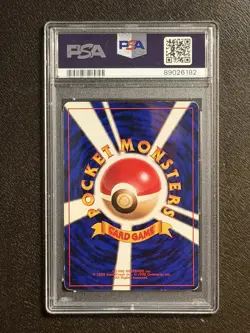 PSA
PSA
89026182
POCKET MONSTERS
CARD GAME